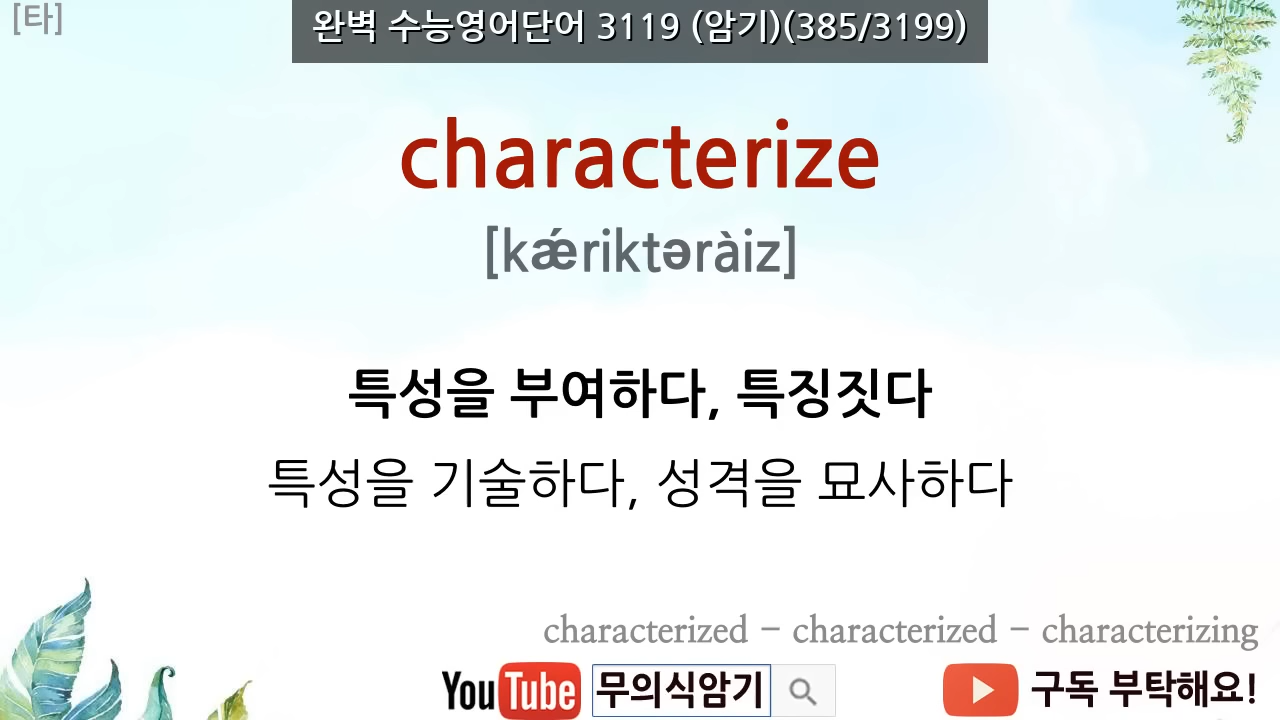 [타]
완벽 수능영어단어 3119 (암기)(385/3199)
characterize
[kǽriktəràiz]
특성을 부여하다, 특징짓다
특성을 기술하다, 성격을 묘사하다
characterized - characterized - characterizing
YouTube 무의식암기 구독 부탁해요!